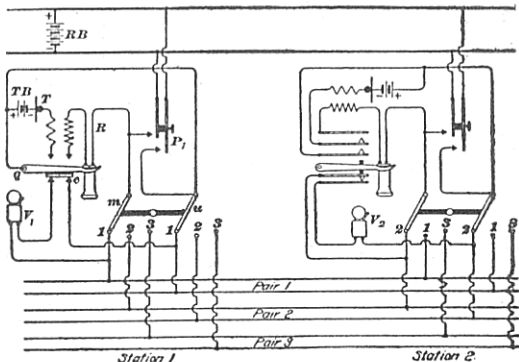 +
RB
TB
T
+
R
P1
g
c
V1
m
u
1 2 3 1 2 3
+
V2
2 1 3 2 1 3
Pair 1
Pair 2
Pair 3
Station 1 Station 2